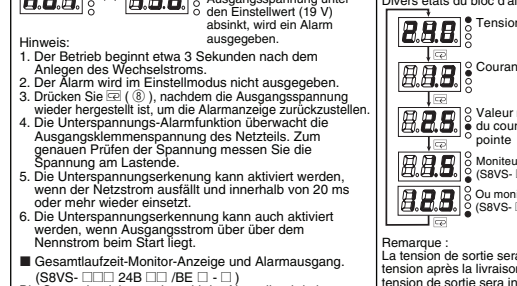 Ausgangsspannung unter
den Einstellwert (19 V)
absinkt, wird ein Alarm
ausgegeben.
Hinweis:
1. Der Betrieb beginnt etwa 3 Sekunden nach dem
Anlegen des Wechselstroms.
2. Der Alarm wird im Einstellmodus nicht ausgegeben.
3. Drücken Sie (⑧), nachdem die Ausgangsspannung
wieder hergestellt ist, um die Alarmanzeige zurückzustellen.
4. Die Unterspannungs-Alarmfunktion überwacht die
Ausgangsklemmenspannung des Netzteils. Zum
genauen Prüfen der Spannung messen Sie die
Spannung am Lastende.
5. Die Unterspannungserkenung kann aktiviert werden,
wenn der Netzstrom ausfällt und innerhalb von 20 ms
oder mehr wieder einsetzt.
6. Die Unterspannungserkennung kann auch aktiviert
werden, wenn Ausgangsstrom über über dem
Nennstrom beim Start liegt.
■ Gesamtlaufzeit-Monitor-Anzeige und Alarmausgang.
(S8VS- □□□ 24B □□ /BE □ - □ )
Divers états du bloc d'al
24.0.
Tension
Couran
Valeur
du cour
pointe
Moniteu
(S8VS-
Ou moni
(S8VS-
Remarque :
La tension de sortie sera
tension après la livraison
tension de sortie sera in